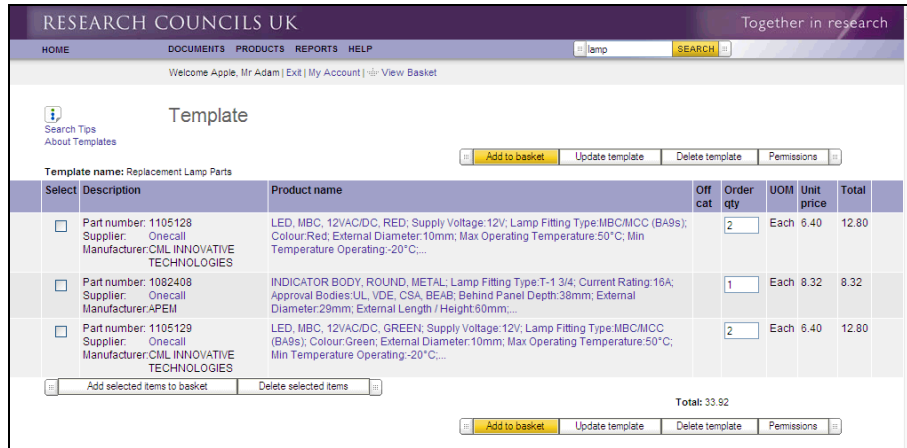 RESEARCH COUNCILS UK
Together in research
HOME DOCUMENTS PRODUCTS REPORTS HELP lamp SEARCH
Welcome Apple, Mr Adam | Exit | My Account | View Basket
Template
Search Tips
About Templates
Add to basket Update template Delete template Permissions
Template name: Replacement Lamp Parts
Select Description Product name Off cat Order qty UOM Unit price Total
Part number: 1105128 LED, MBC, 12VAC/DC, RED; Supply Voltage:12V; Lamp Fitting Type:MBC/MCC (BA9s); 2 Each 6.40 12.80
Supplier: Onecall Colour:Red; External Diameter:10mm; Max Operating Temperature:50°C; Min
Manufacturer:CML INNOVATIVE Temperature Operating:-20°C;...
TECHNOLOGIES
Part number: 1082408 INDICATOR BODY, ROUND, METAL; Lamp Fitting Type:T-1 3/4; Current Rating:16A; 1 Each 8.32 8.32
Supplier: Onecall Approval Bodies:UL, VDE, CSA, BEAB; Behind Panel Depth:38mm; External
Manufacturer:APEM Diameter:29mm; External Length / Height:60mm;...
Part number: 1105129 LED, MBC, 12VAC/DC, GREEN; Supply Voltage:12V; Lamp Fitting Type:MBC/MCC 2 Each 6.40 12.80
Supplier: Onecall (BA9s); Colour:Green; External Diameter:10mm; Max Operating Temperature:50°C;
Manufacturer:CML INNOVATIVE Min Temperature Operating:-20°C;...
TECHNOLOGIES
Add selected items to basket Delete selected items
Total: 33.92
Add to basket Update template Delete template Permissions